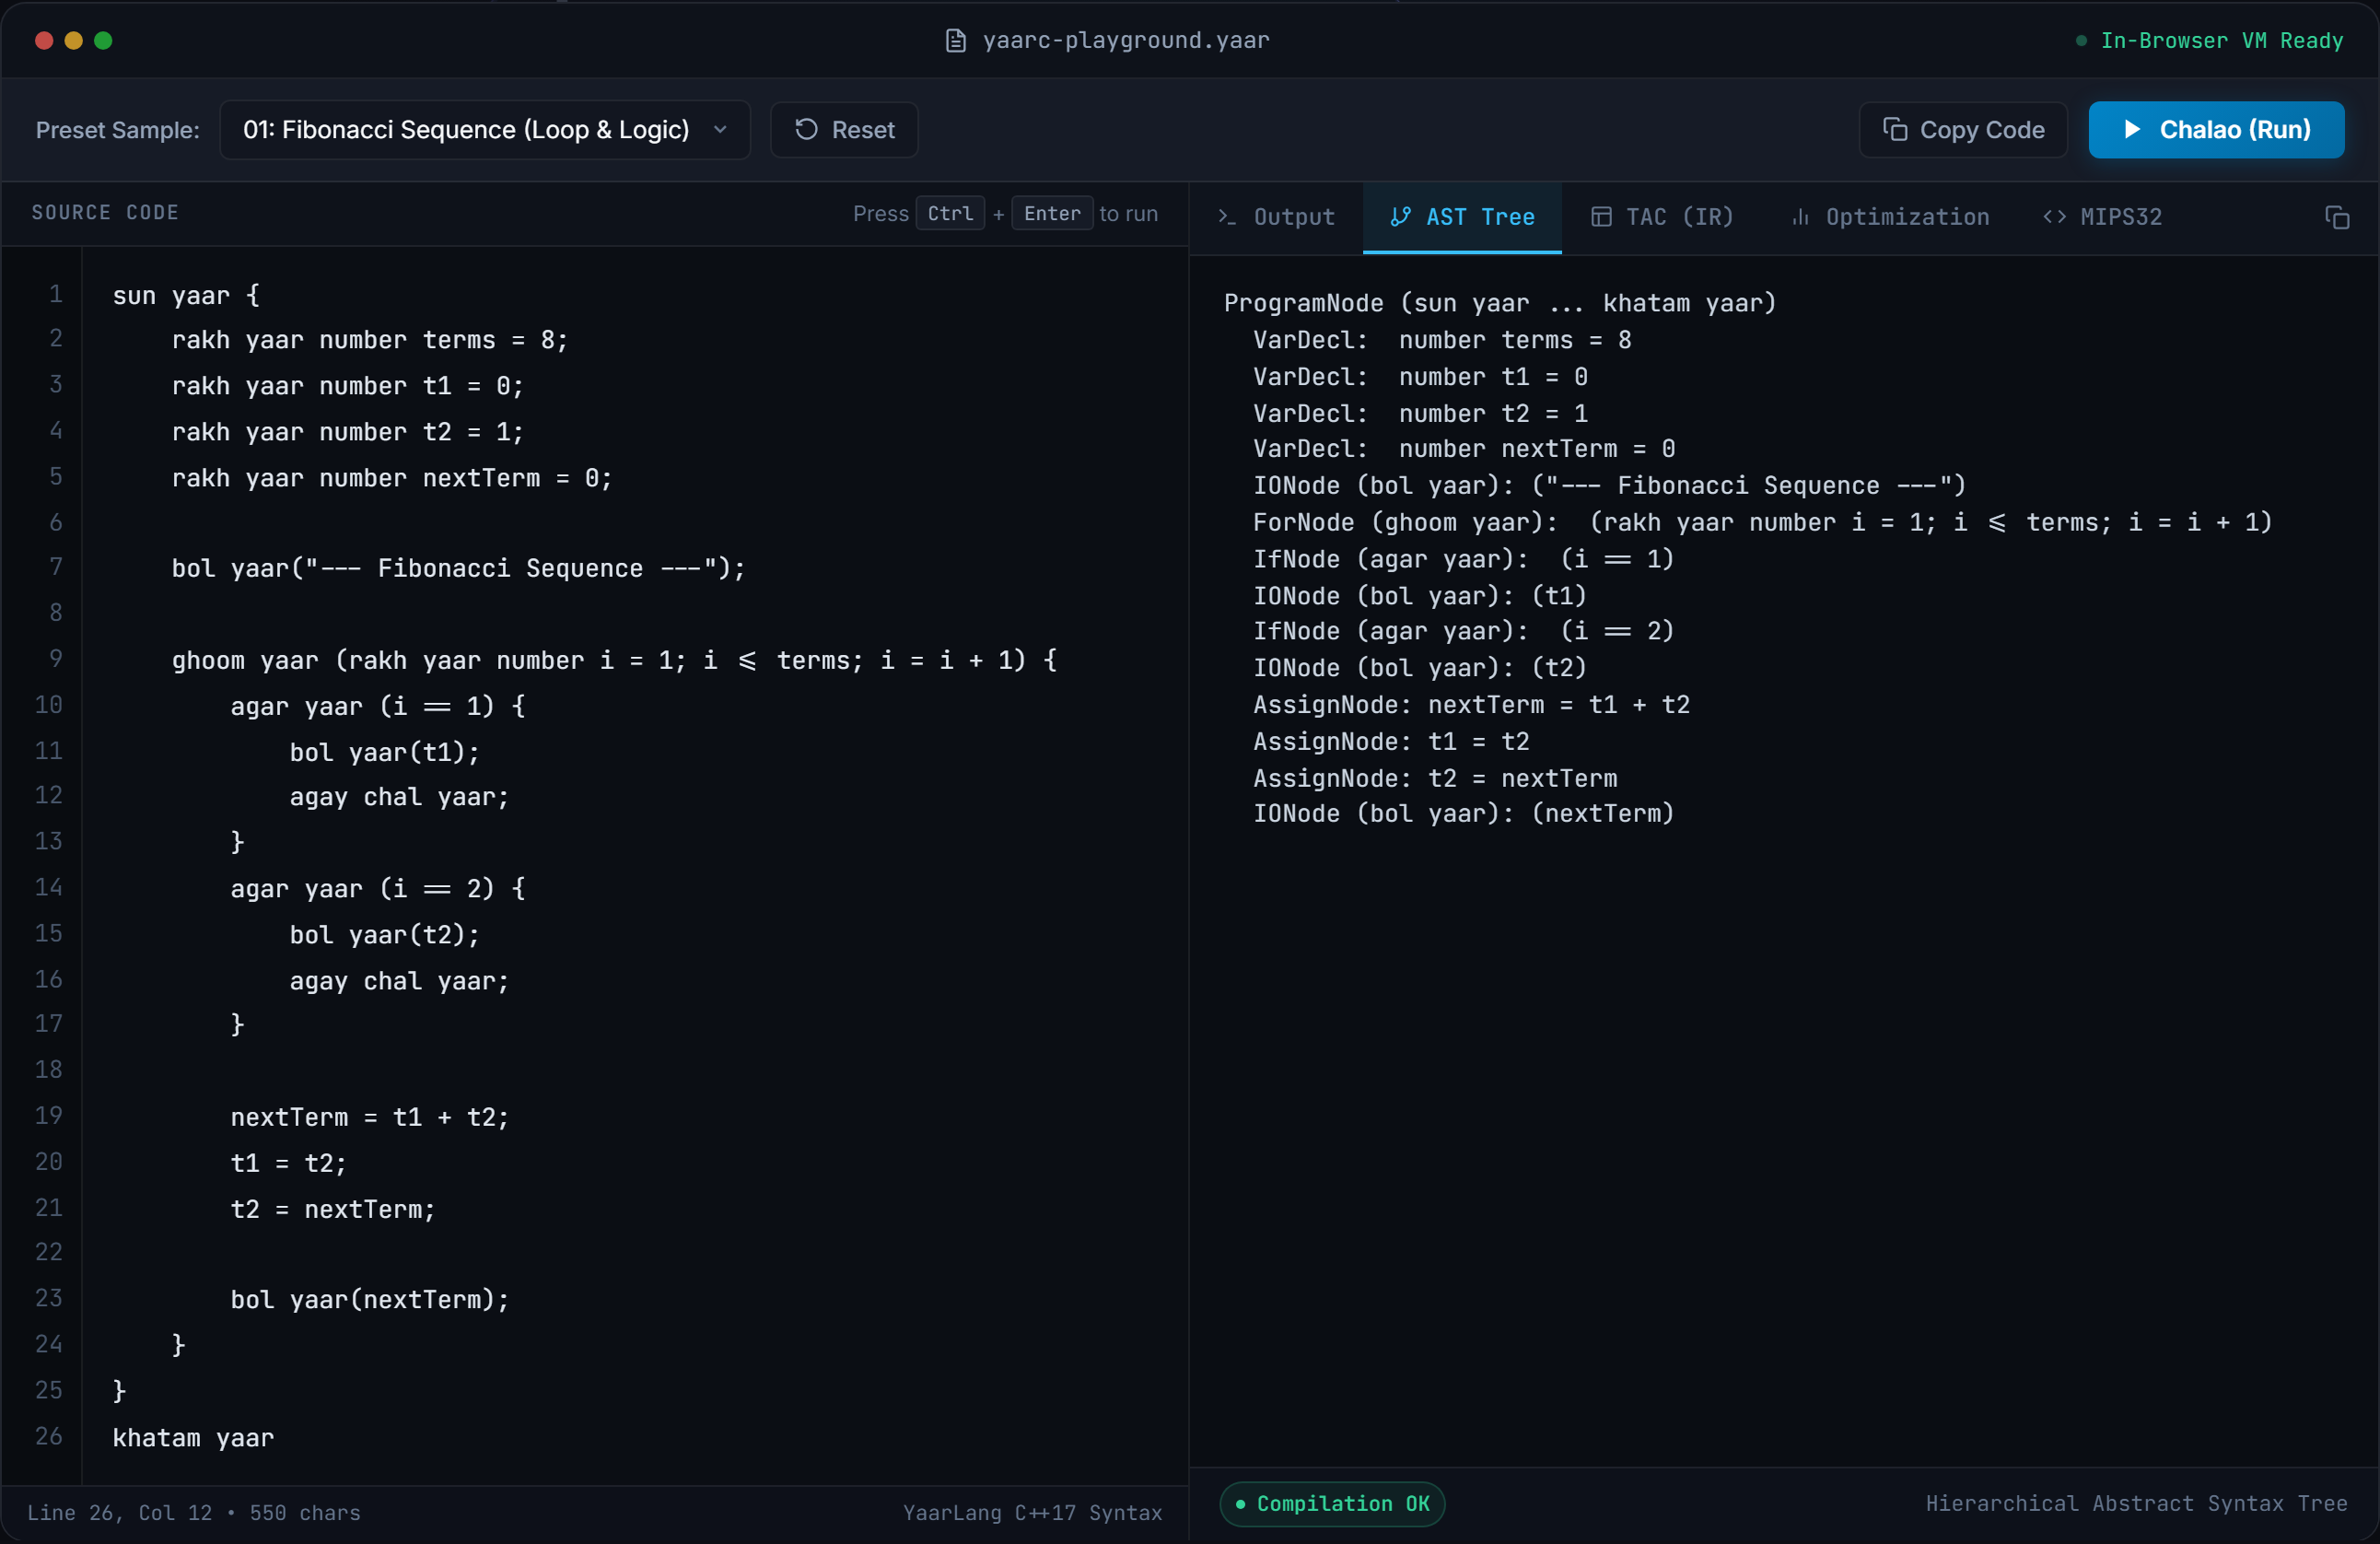 yaarc-playground.yaar
In-Browser VM Ready
Preset Sample: 01: Fibonacci Sequence (Loop & Logic) Reset Copy Code Chalao (Run)
SOURCE CODE Press Ctrl + Enter to run
Output AST Tree TAC (IR) Optimization MIPS32
1 sun yaar {
2 rakh yaar number terms = 8;
3 rakh yaar number t1 = 0;
4 rakh yaar number t2 = 1;
5 rakh yaar number nextTerm = 0;
6
7 bol yaar("--- Fibonacci Sequence ---");
8
9 ghoom yaar (rakh yaar number i = 1; i <= terms; i = i + 1) {
10 agar yaar (i == 1) {
11 bol yaar(t1);
12 agay chal yaar;
13 }
14 agar yaar (i == 2) {
15 bol yaar(t2);
16 agay chal yaar;
17 }
18
19 nextTerm = t1 + t2;
20 t1 = t2;
21 t2 = nextTerm;
22
23 bol yaar(nextTerm);
24 }
25 }
26 khatam yaar
Line 26, Col 12 • 550 chars YaarLang C++17 Syntax
ProgramNode (sun yaar ... khatam yaar)
VarDecl: number terms = 8
VarDecl: number t1 = 0
VarDecl: number t2 = 1
VarDecl: number nextTerm = 0
IONode (bol yaar): ("--- Fibonacci Sequence ---")
ForNode (ghoom yaar): (rakh yaar number i = 1; i <= terms; i = i + 1)
IfNode (agar yaar): (i == 1)
IONode (bol yaar): (t1)
IfNode (agar yaar): (i == 2)
IONode (bol yaar): (t2)
AssignNode: nextTerm = t1 + t2
AssignNode: t1 = t2
AssignNode: t2 = nextTerm
IONode (bol yaar): (nextTerm)
Compilation OK Hierarchical Abstract Syntax Tree